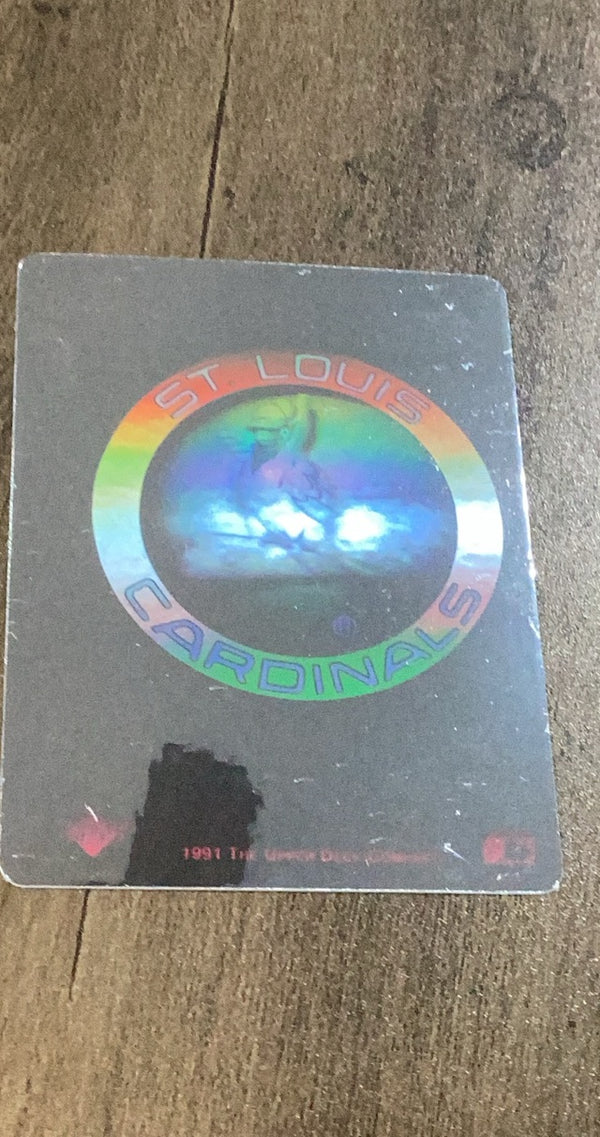 ST LOUIS
CARDINALS
1991 THE UPPER DECK COMPANY